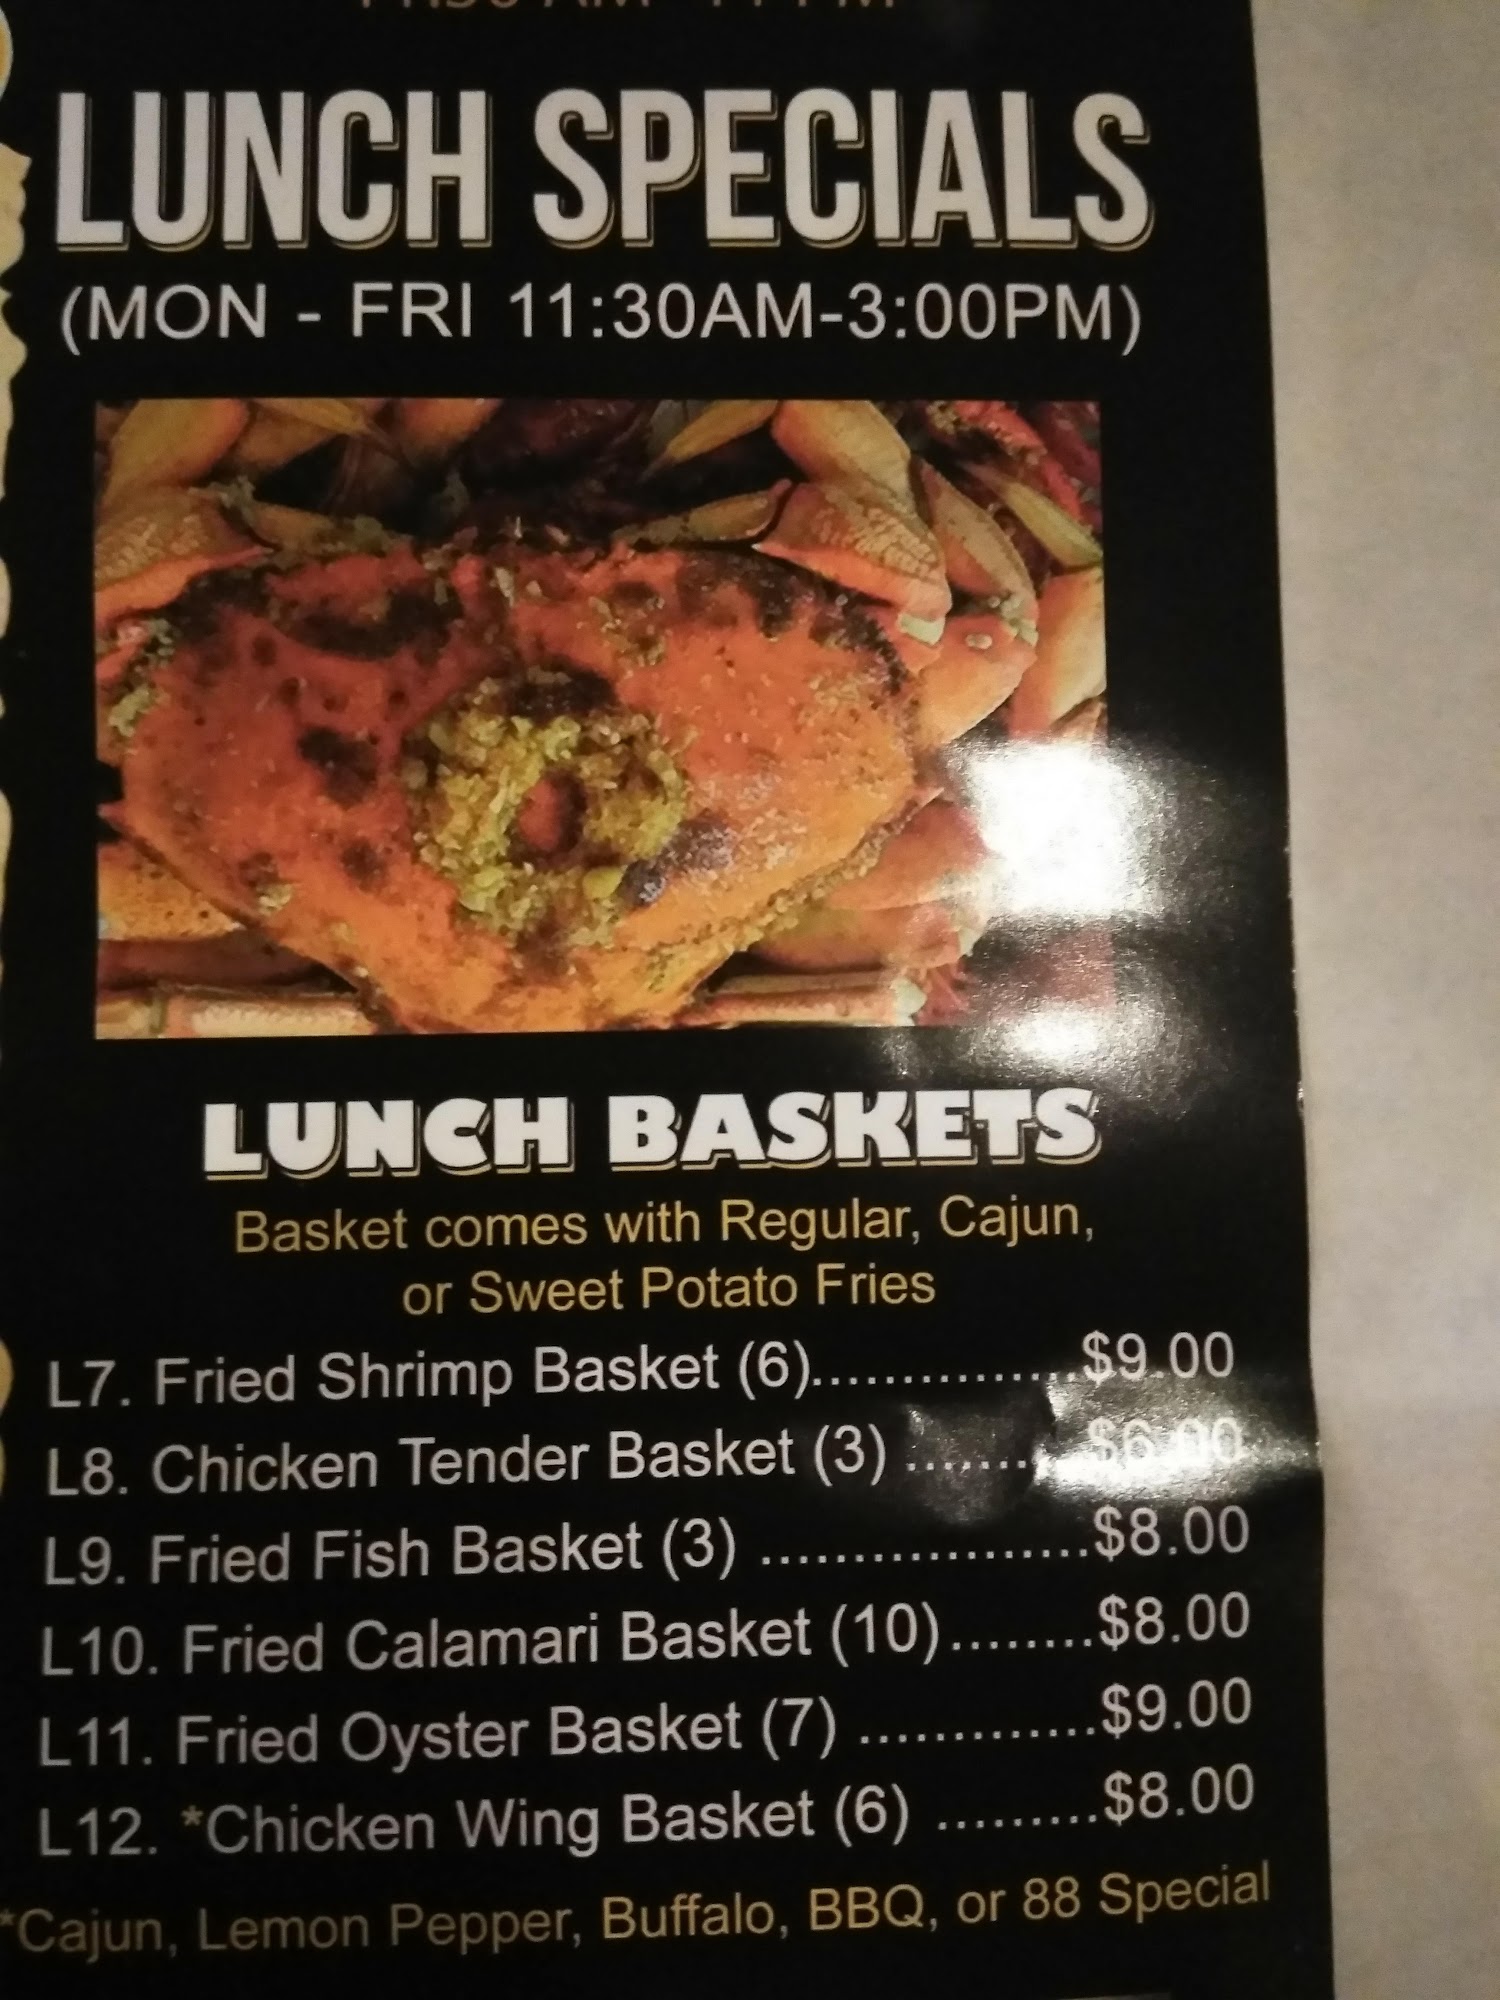 LUNCH SPECIALS
(MON - FRI 11:30AM-3:00PM)
LUNCH BASKETS
Basket comes with Regular, Cajun,
or Sweet Potato Fries
L7. Fried Shrimp Basket (6)................$9.00
L8. Chicken Tender Basket (3) ...........$6.00
L9. Fried Fish Basket (3) ..................$8.00
L10. Fried Calamari Basket (10)........$8.00
L11. Fried Oyster Basket (7) .............$9.00
L12. *Chicken Wing Basket (6) .........$8.00
*Cajun, Lemon Pepper, Buffalo, BBQ, or 88 Special